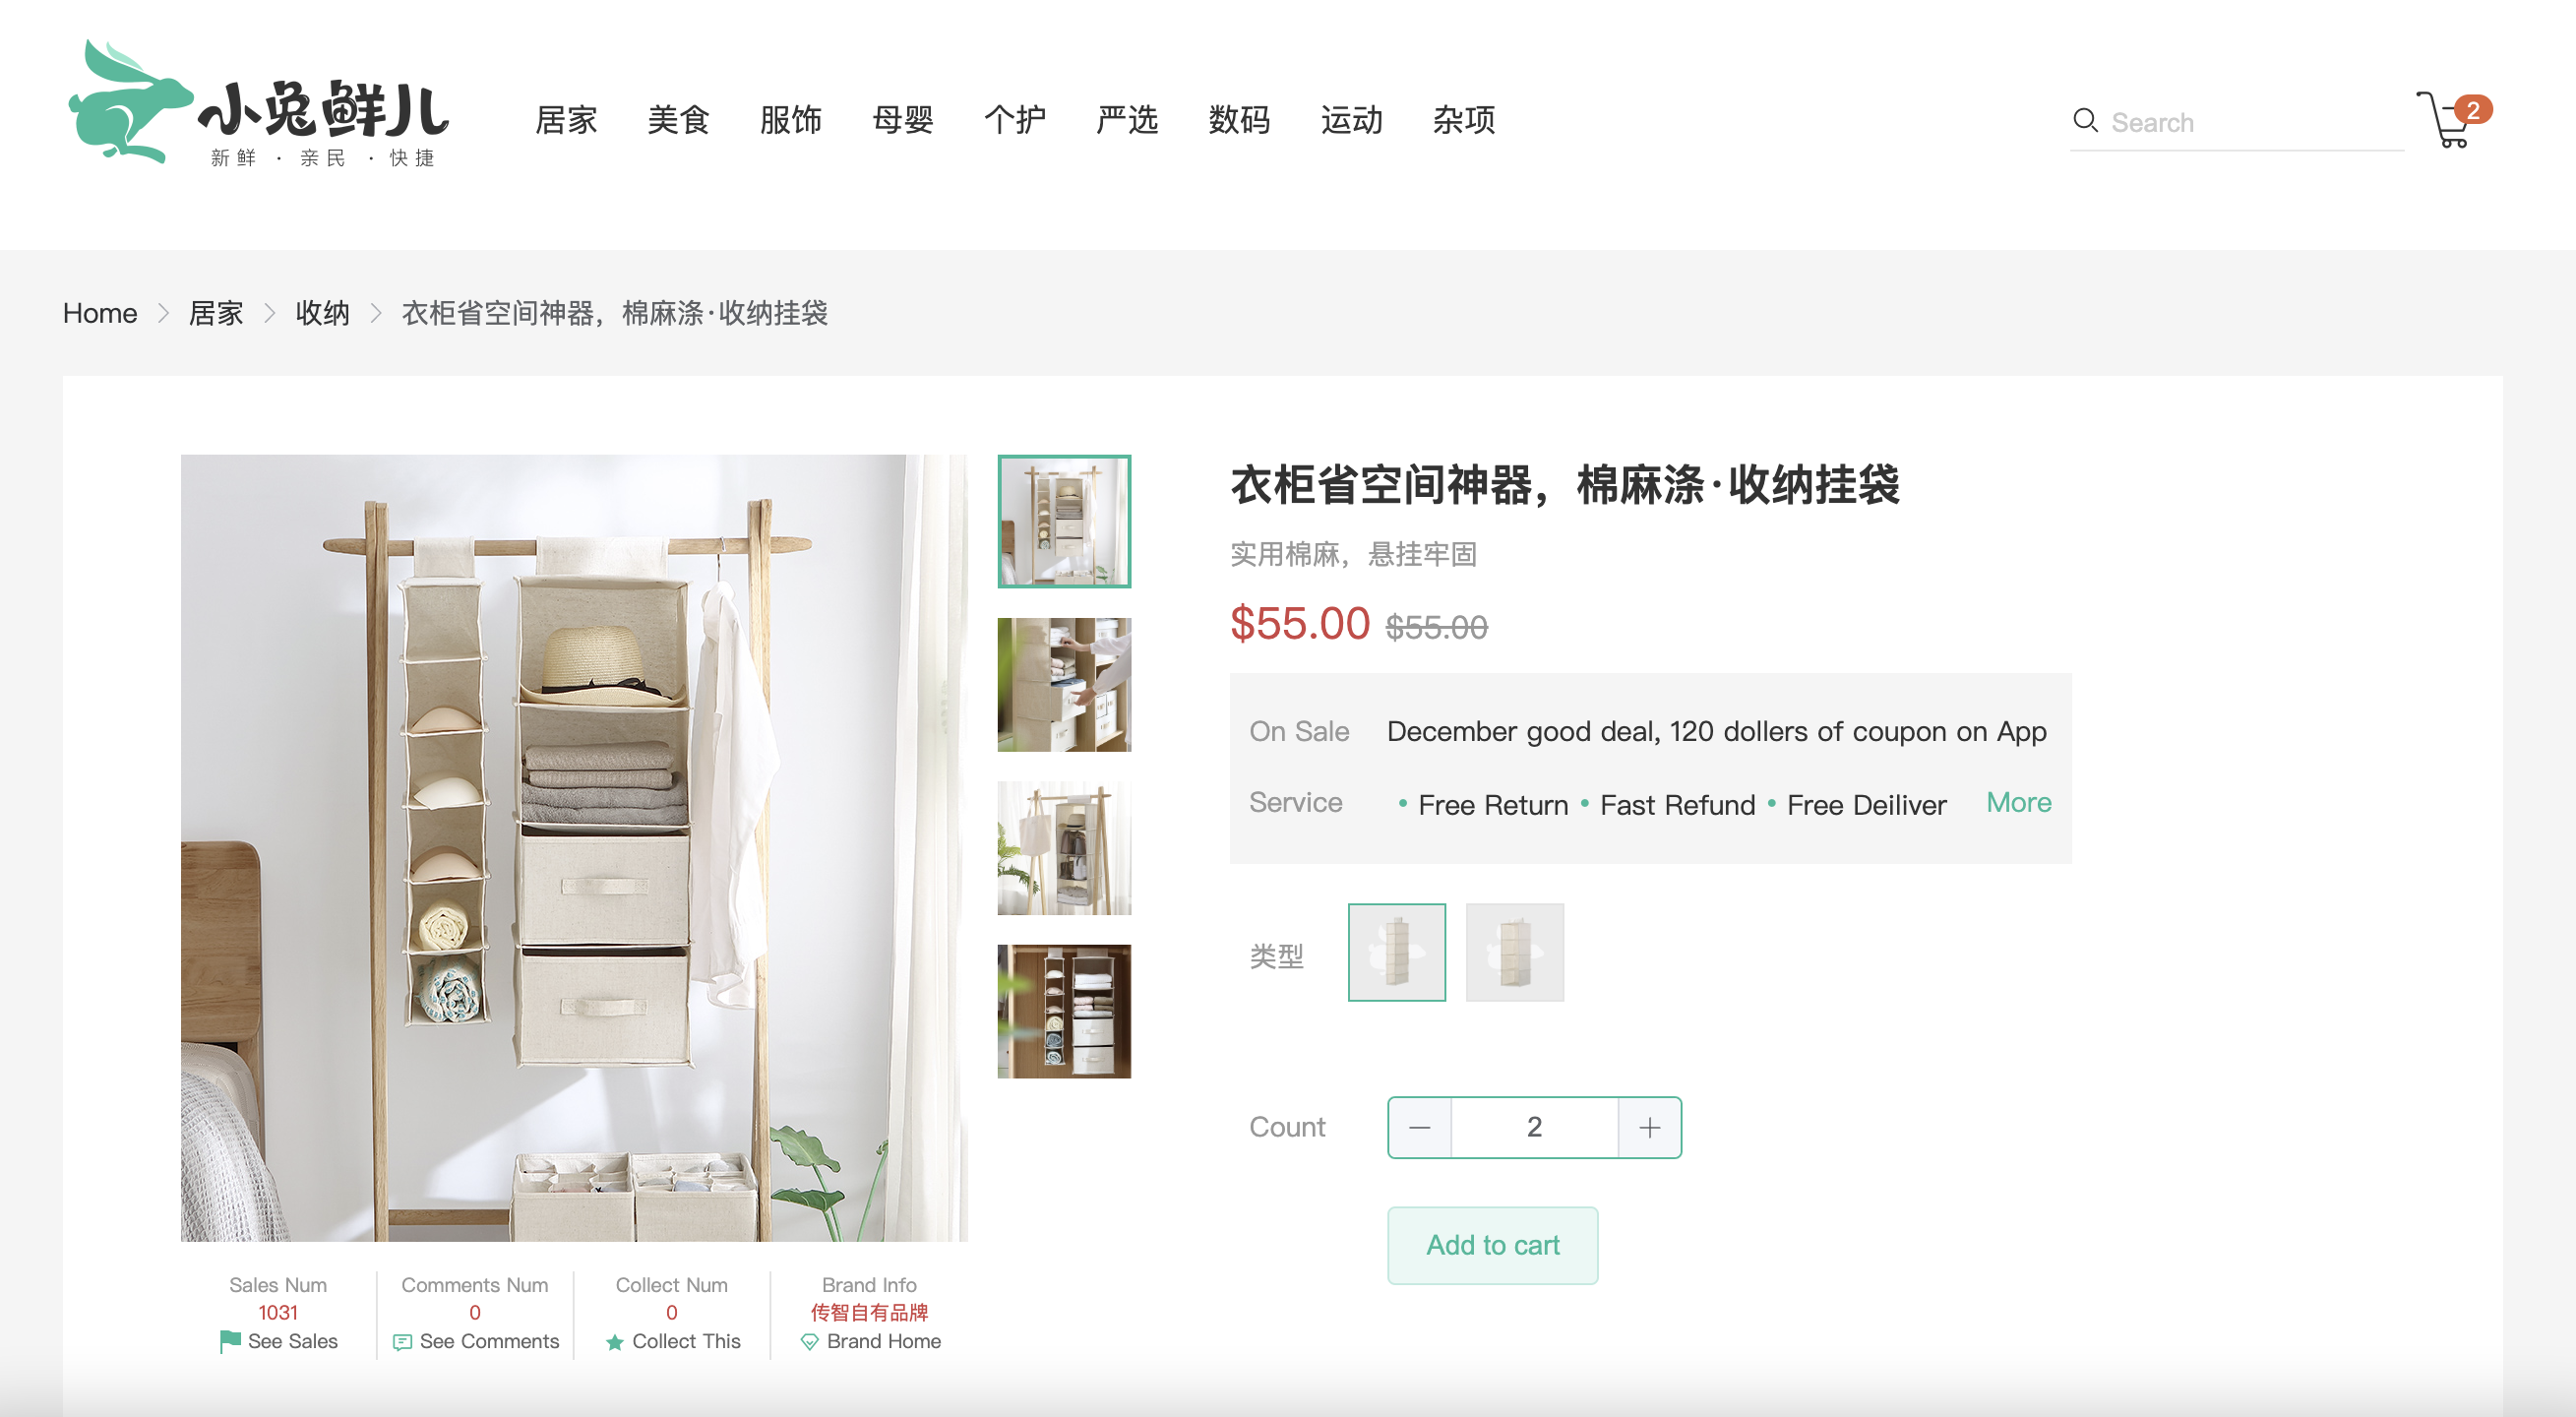 小兔鲜儿
新鲜 · 亲民 · 快捷
居家 美食 服饰 母婴 个护 严选 数码 运动 杂项
Search
2
Home > 居家 > 收纳 > 衣柜省空间神器，棉麻涤·收纳挂袋
衣柜省空间神器，棉麻涤·收纳挂袋
实用棉麻，悬挂牢固
$55.00 $55.00
On Sale December good deal, 120 dollers of coupon on App
Service • Free Return • Fast Refund • Free Deiliver More
类型
Count − 2 +
Add to cart
Sales Num Comments Num Collect Num Brand Info
1031 0 0 传智自有品牌
See Sales See Comments Collect This Brand Home